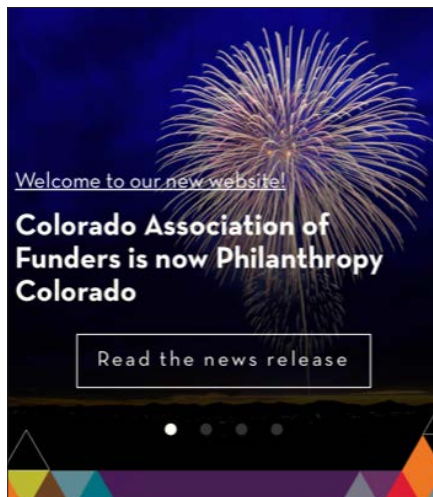 Welcome to our new website!
Colorado Association of
Funders is now Philanthropy
Colorado
Read the news release